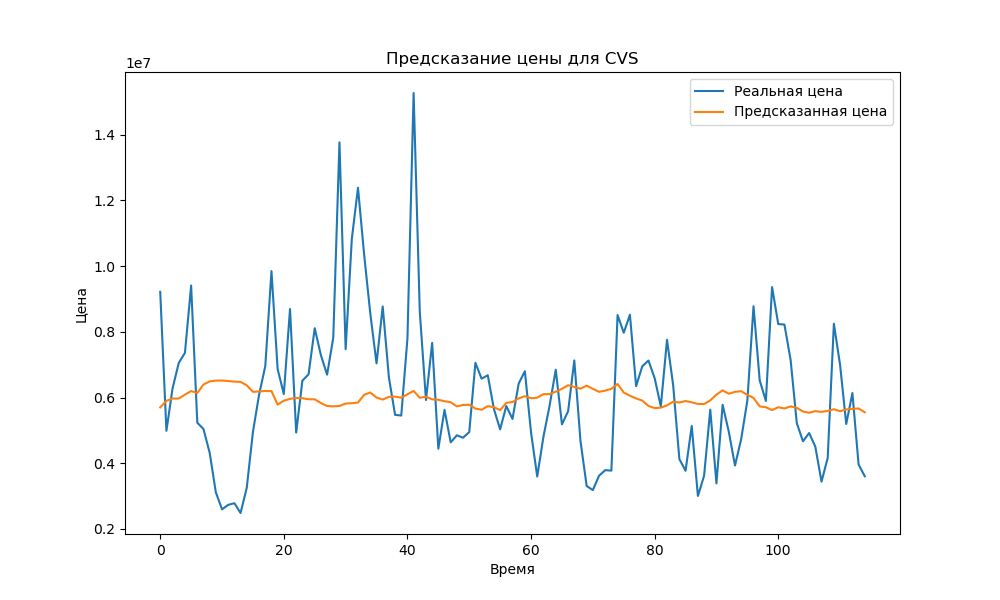 Предсказание цены для CVS
1e7
Реальная цена
Предсказанная цена
1.4
1.2
1.0
0.8
0.6
0.4
0.2
Цена
0 20 40 60 80 100
Время